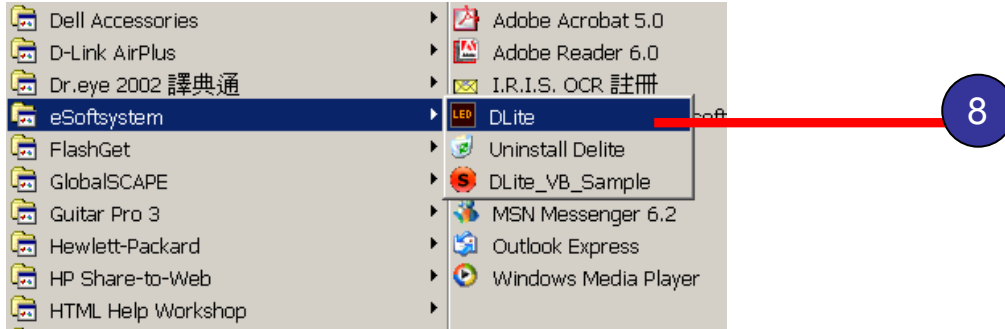 Dell Accessories
D-Link AirPlus
Dr.eye 2002 譯典通
eSoftsystem
FlashGet
GlobalSCAPE
Guitar Pro 3
Hewlett-Packard
HP Share-to-Web
HTML Help Workshop
Adobe Acrobat 5.0
Adobe Reader 6.0
I.R.I.S. OCR 註冊
LED DLite
Uninstall Delite
S DLite_VB_Sample
MSN Messenger 6.2
Outlook Express
Windows Media Player
8